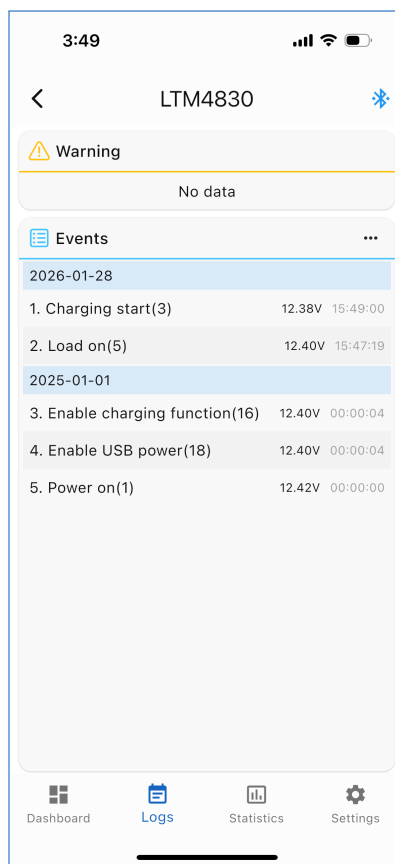 3:49
LTM4830
Warning
No data
Events
2026-01-28
1. Charging start(3) 12.38V 15:49:00
2. Load on(5) 12.40V 15:47:19
2025-01-01
3. Enable charging function(16) 12.40V 00:00:04
4. Enable USB power(18) 12.40V 00:00:04
5. Power on(1) 12.42V 00:00:00
Dashboard Logs Statistics Settings